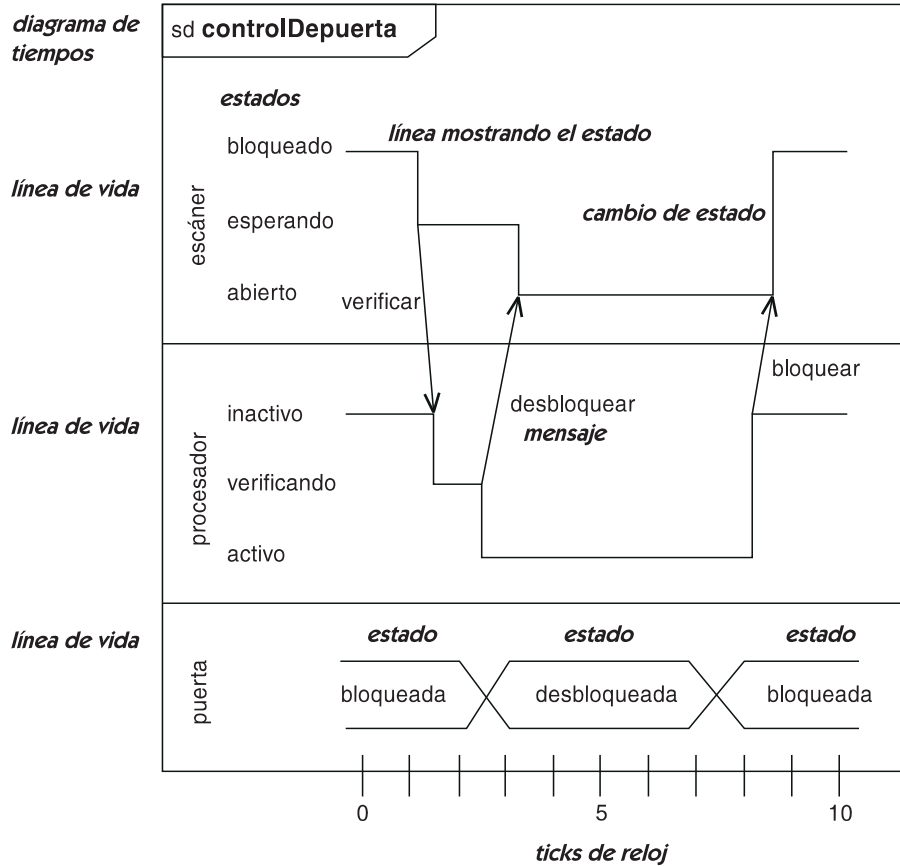 diagrama de
tiempos
sd controlDepuerta
estados
bloqueado
línea mostrando el estado
línea de vida
escáner
esperando
cambio de estado
abierto
verificar
bloquear
línea de vida
procesador
inactivo
desbloquear
mensaje
verificando
activo
línea de vida
puerta
estado
estado
estado
bloqueada
desbloqueada
bloqueada
0
5
10
ticks de reloj